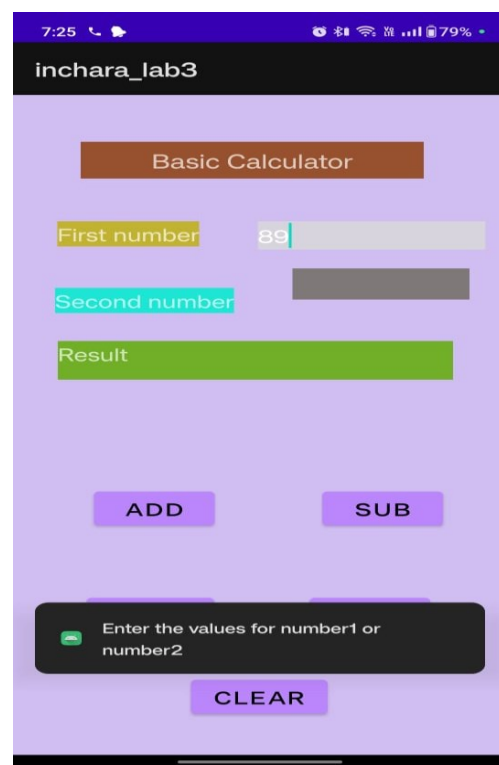 7:25 79%
inchara_lab3
Basic Calculator
First number 89
Second number
Result
ADD SUB
Enter the values for number1 or
number2
CLEAR